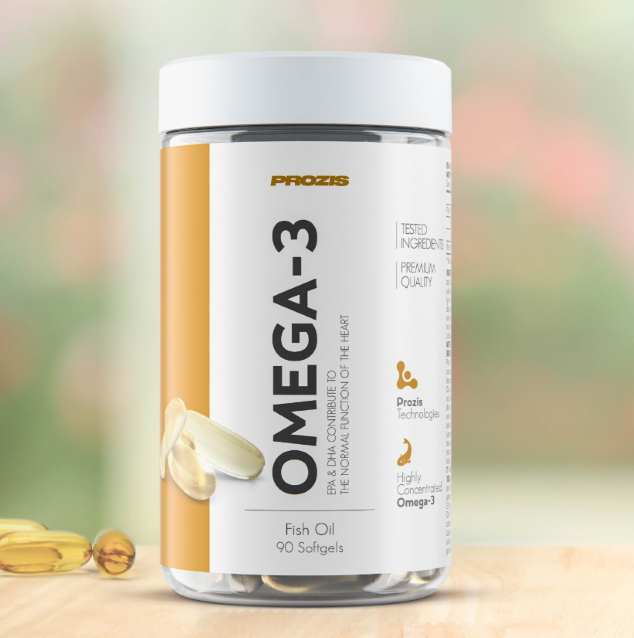 PROZIS
OMEGA-3
EPA & DHA CONTRIBUTE TO
THE NORMAL FUNCTION OF THE HEART
TESTED
INGREDIENTS
PREMIUM
QUALITY
Prozis
Technologies
Highly
Concentrated
Omega-3
Fish Oil
90 Softgels